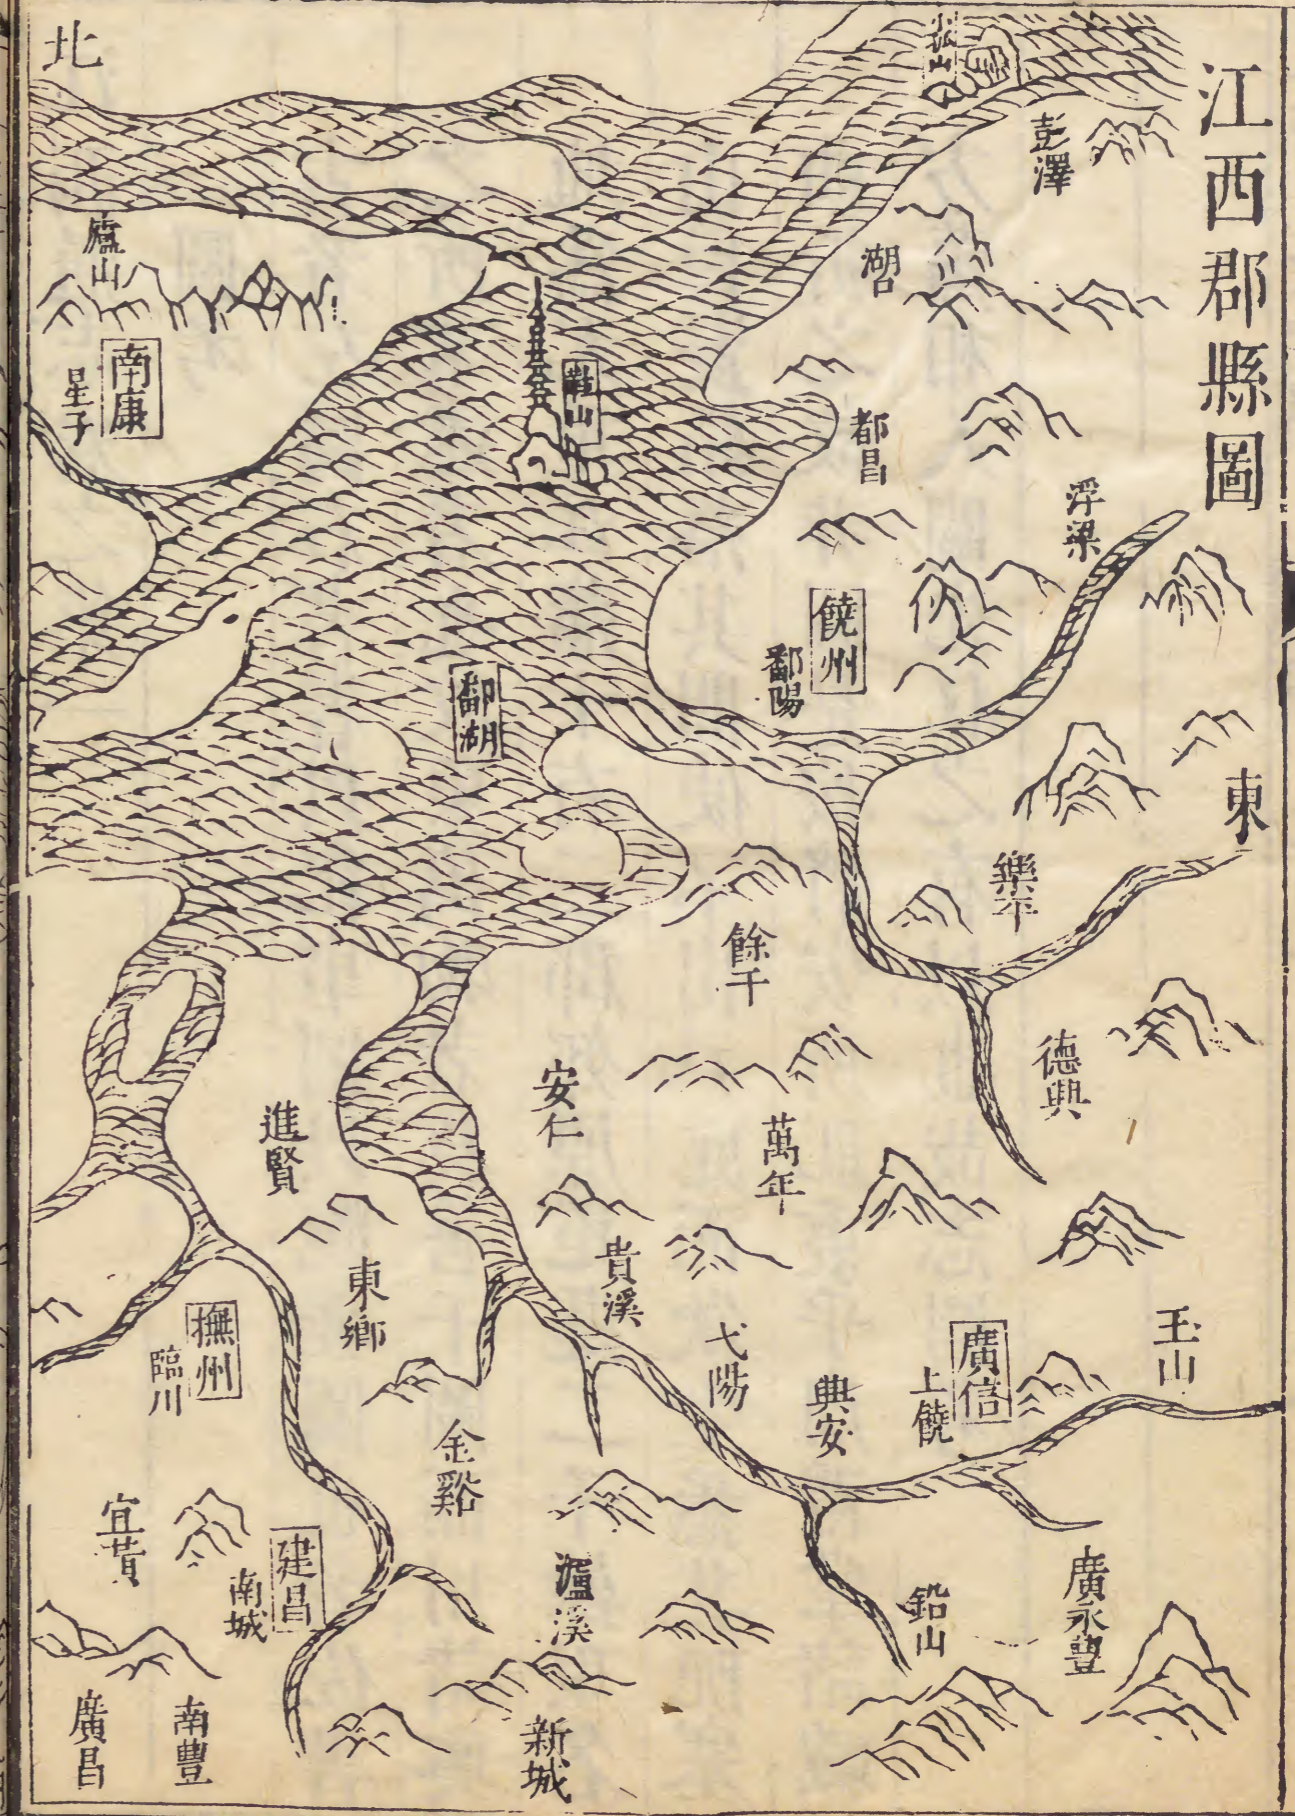 江西郡縣圖
北
東
小孤山
彭澤
湖口
廬山
南康
星子
鞋山
都昌
浮梁
饒州
鄱陽
鄱湖
樂平
餘干
德興
安仁
萬年
進賢
東鄉
貴溪
弋陽
興安
廣信
上饒
玉山
撫州
臨川
金谿
宜黃
建昌
南城
瀘溪
鉛山
廣永豐
廣昌
南豐
新城